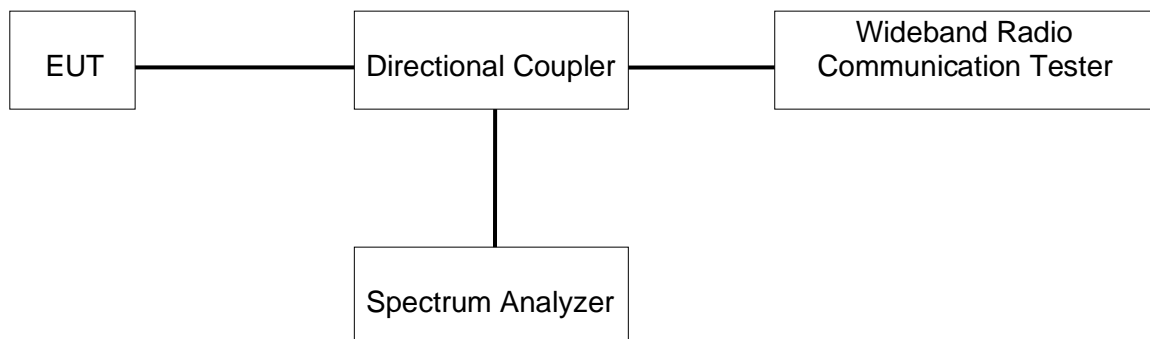 EUT
Directional Coupler
Wideband Radio
Communication Tester
Spectrum Analyzer